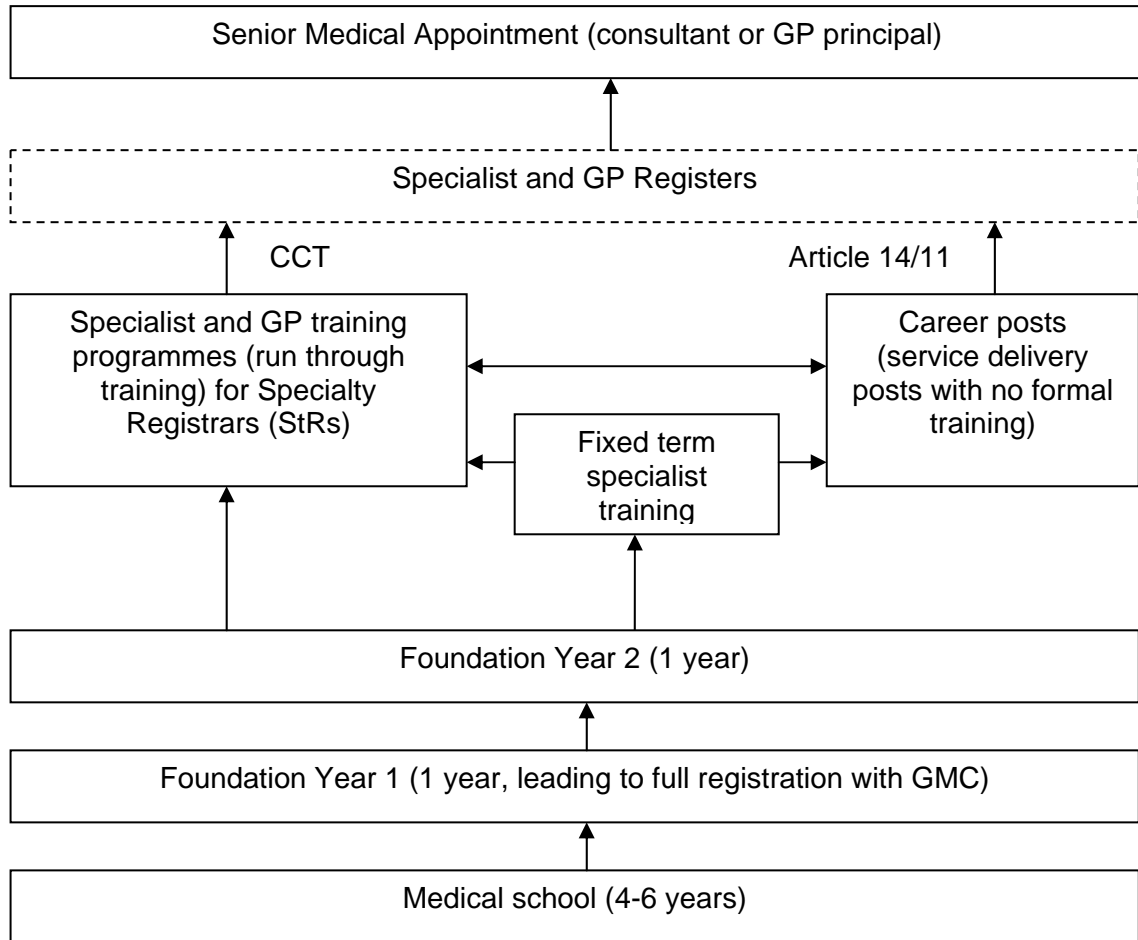 Senior Medical Appointment (consultant or GP principal)
Specialist and GP Registers
CCT
Article 14/11
Specialist and GP training
programmes (run through
training) for Specialty
Registrars (StRs)
Career posts
(service delivery
posts with no formal
training)
Fixed term
specialist
training
Foundation Year 2 (1 year)
Foundation Year 1 (1 year, leading to full registration with GMC)
Medical school (4-6 years)